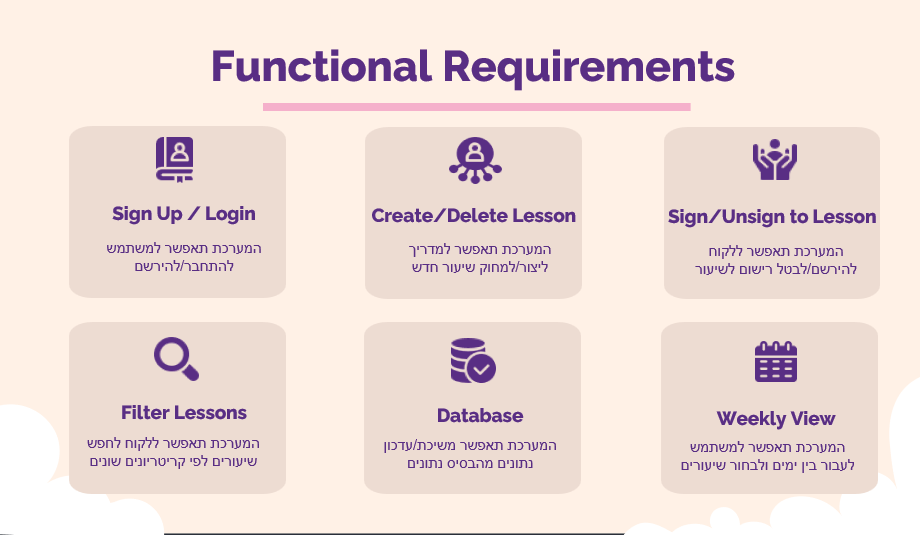 Functional Requirements
Sign Up / Login
המערכת תאפשר למשתמש
להתחבר/להירשם
Create/Delete Lesson
המערכת תאפשר למדריך
ליצור/למחוק שיעור חדש
Sign/Unsign to Lesson
המערכת תאפשר ללקוח
להירשם/לבטל רישום לשיעור
Filter Lessons
המערכת תאפשר ללקוח לחפש
שיעורים לפי קריטריונים שונים
Database
המערכת תאפשר משיכת/עדכון
נתונים מהבסיס נתונים
Weekly View
המערכת תאפשר למשתמש
לעבור בין ימים ולבחור שיעורים